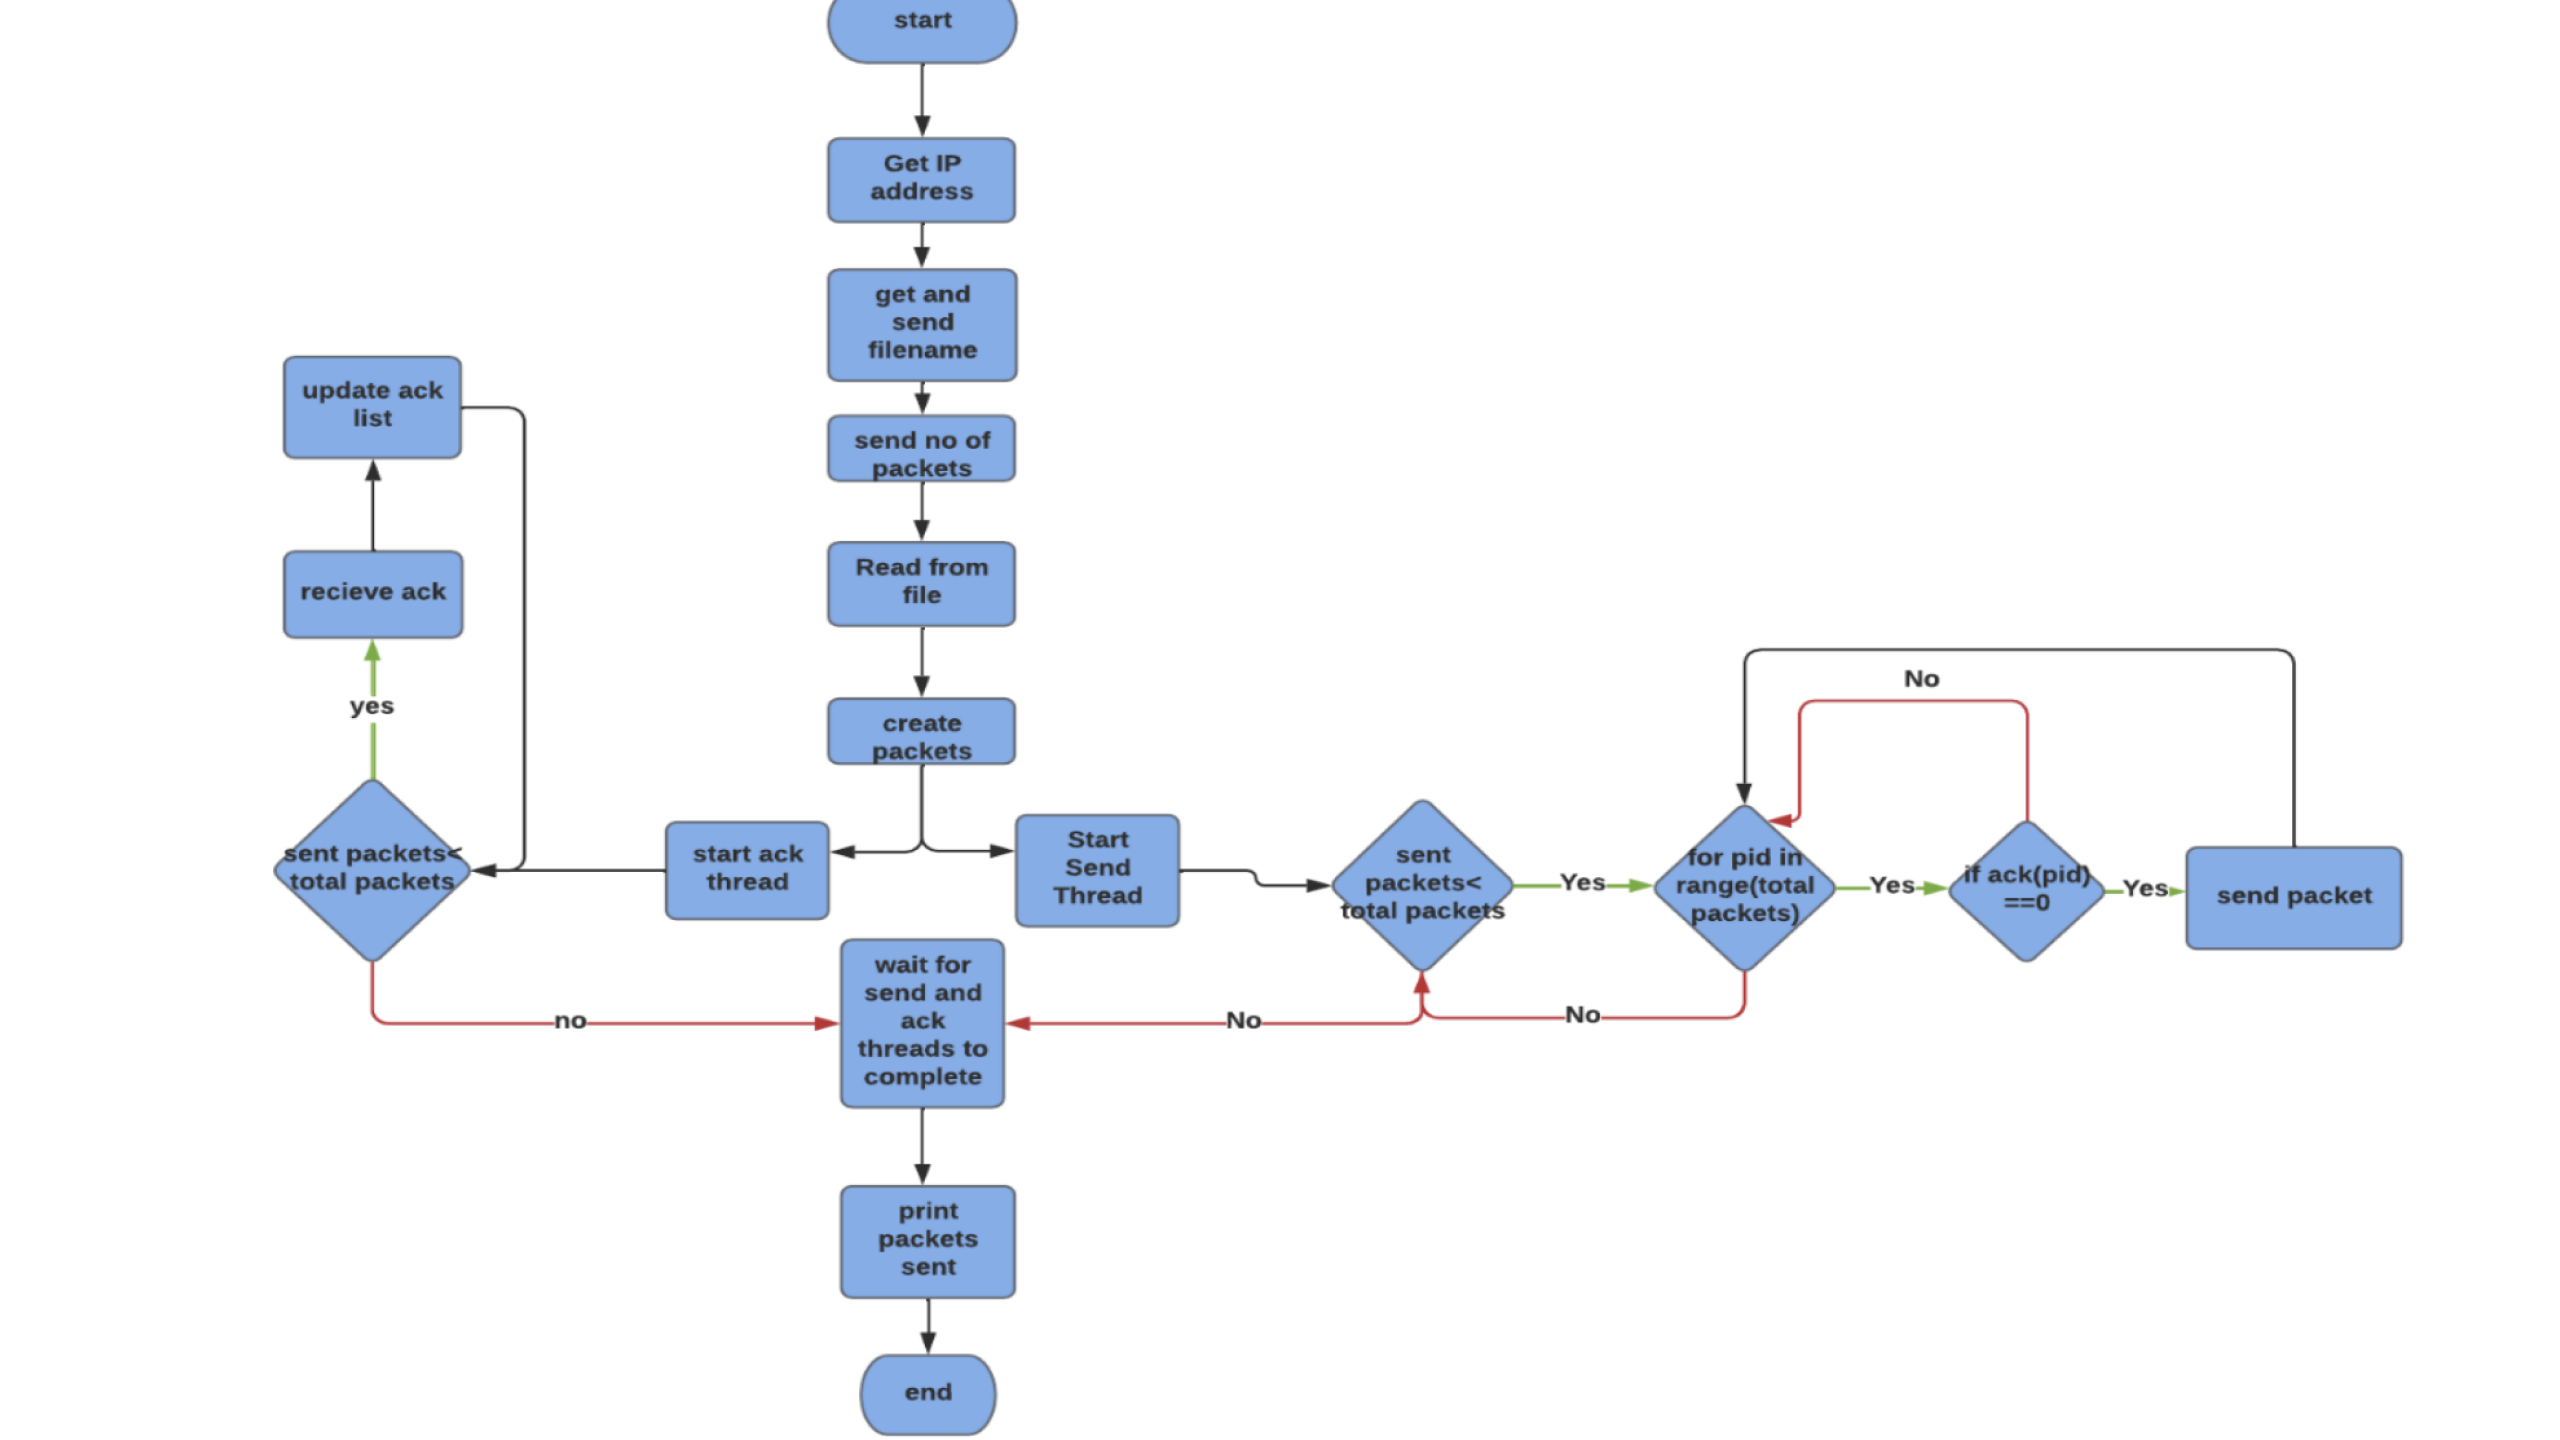 start
Get IP
address
get and
send
filename
send no of
packets
Read from
file
create
packets
update ack
list
recieve ack
yes
sent packets<
total packets
start ack
thread
Start
Send
Thread
sent
packets<
total packets
Yes
for pid in
range(total
packets)
Yes
if ack(pid)
==0
Yes
send packet
No
No
No
no
wait for
send and
ack
threads to
complete
print
packets
sent
end